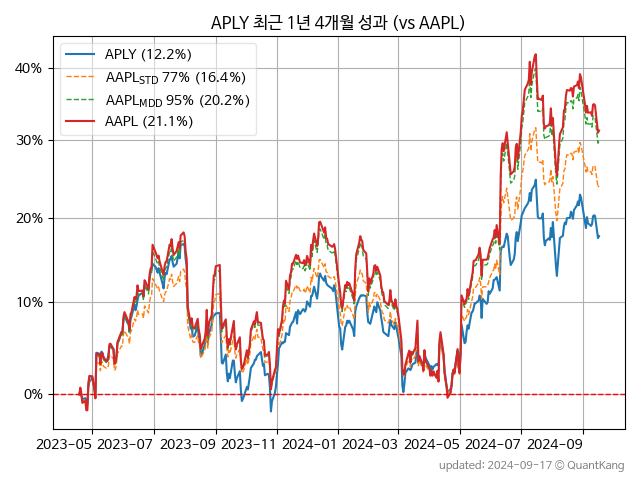 APLY 최근 1년 4개월 성과 (vs AAPL)
APLY (12.2%)
AAPL_STD 77% (16.4%)
AAPL_MDD 95% (20.2%)
AAPL (21.1%)
40%
30%
20%
10%
0%
2023-05 2023-07 2023-09 2023-11 2024-01 2024-03 2024-05 2024-07 2024-09
updated: 2024-09-17 © QuantKang